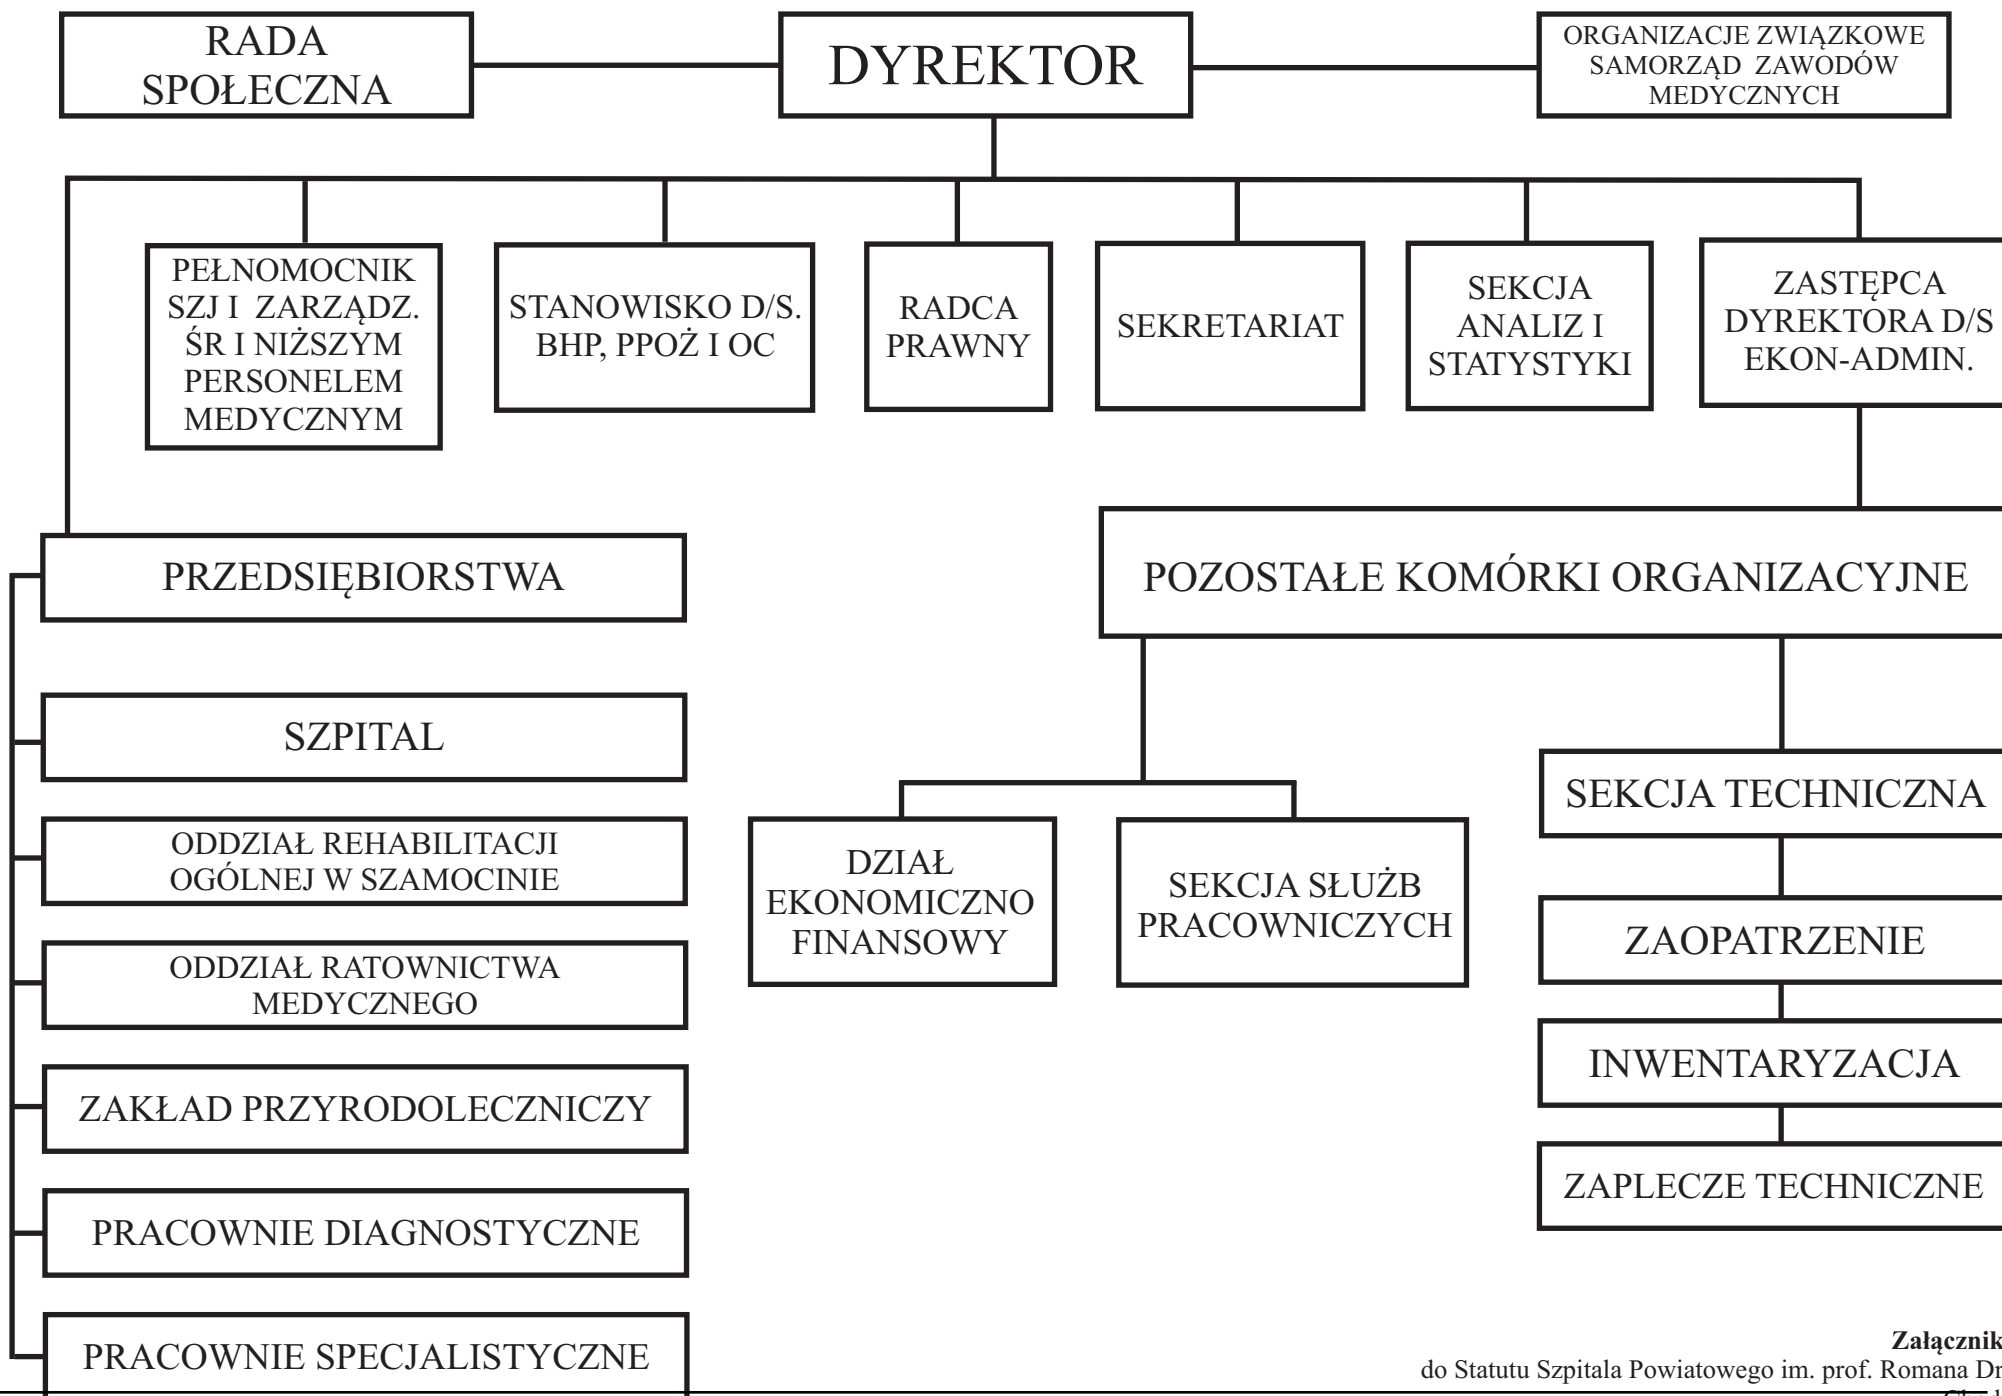 RADA
SPOŁECZNA
DYREKTOR
ORGANIZACJE ZWIĄZKOWE
SAMORZĄD ZAWODÓW
MEDYCZNYCH
PEŁNOMOCNIK
SZJ I ZARZĄDZ.
ŚR I NIŻSZYM
PERSONELEM
MEDYCZNYM
STANOWISKO D/S.
BHP, PPOŻ I OC
RADCA
PRAWNY
SEKRETARIAT
SEKCJA
ANALIZ I
STATYSTYKI
ZASTĘPCA
DYREKTORA D/S
EKON-ADMIN.
PRZEDSIĘBIORSTWA
POZOSTAŁE KOMÓRKI ORGANIZACYJNE
SZPITAL
ODDZIAŁ REHABILITACJI
OGÓLNEJ W SZAMOCINIE
ODDZIAŁ RATOWNICTWA
MEDYCZNEGO
ZAKŁAD PRZYRODOLECZNICZY
PRACOWNIE DIAGNOSTYCZNE
PRACOWNIE SPECJALISTYCZNE
DZIAŁ
EKONOMICZNO
FINANSOWY
SEKCJA SŁUŻB
PRACOWNICZYCH
SEKCJA TECHNICZNA
ZAOPATRZENIE
INWENTARYZACJA
ZAPLECZE TECHNICZNE
Załącznik
do Statutu Szpitala Powiatowego im. prof. Romana Dr